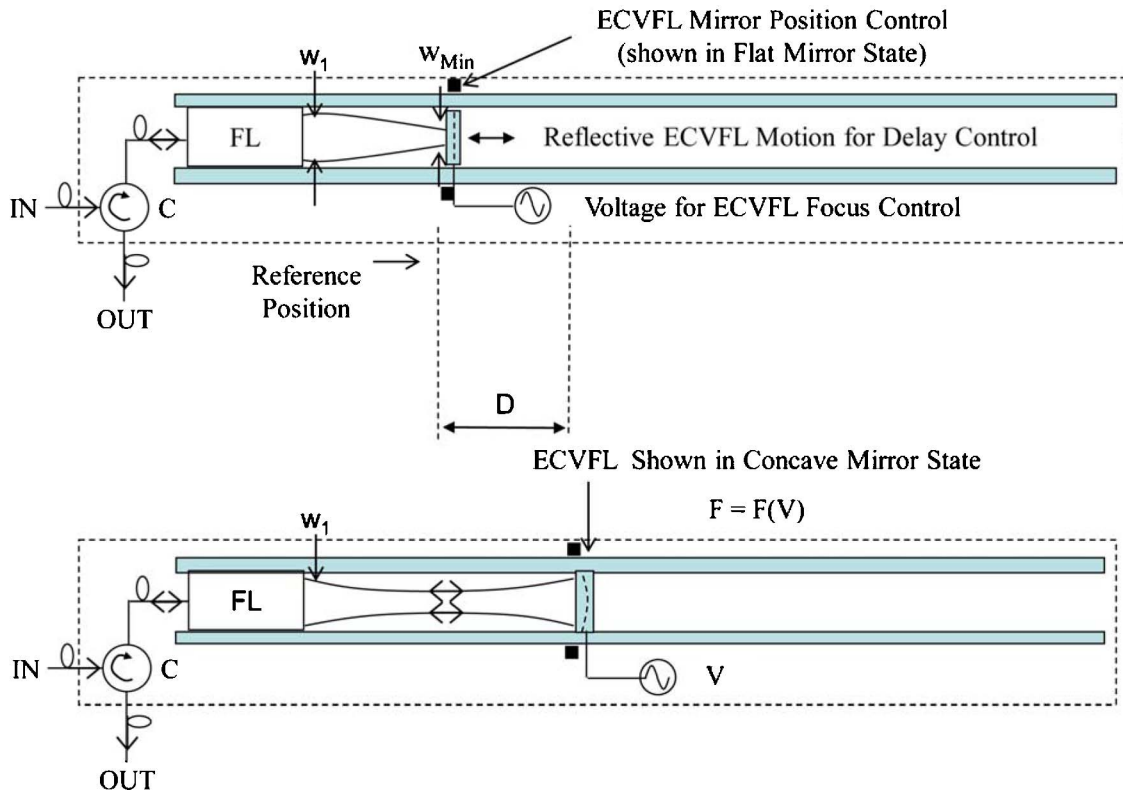 ECVFL Mirror Position Control
(shown in Flat Mirror State)
w1
wMin
FL
Reflective ECVFL Motion for Delay Control
IN
C
Voltage for ECVFL Focus Control
Reference
Position
OUT
D
ECVFL Shown in Concave Mirror State
F = F(V)
w1
FL
IN
C
V
OUT